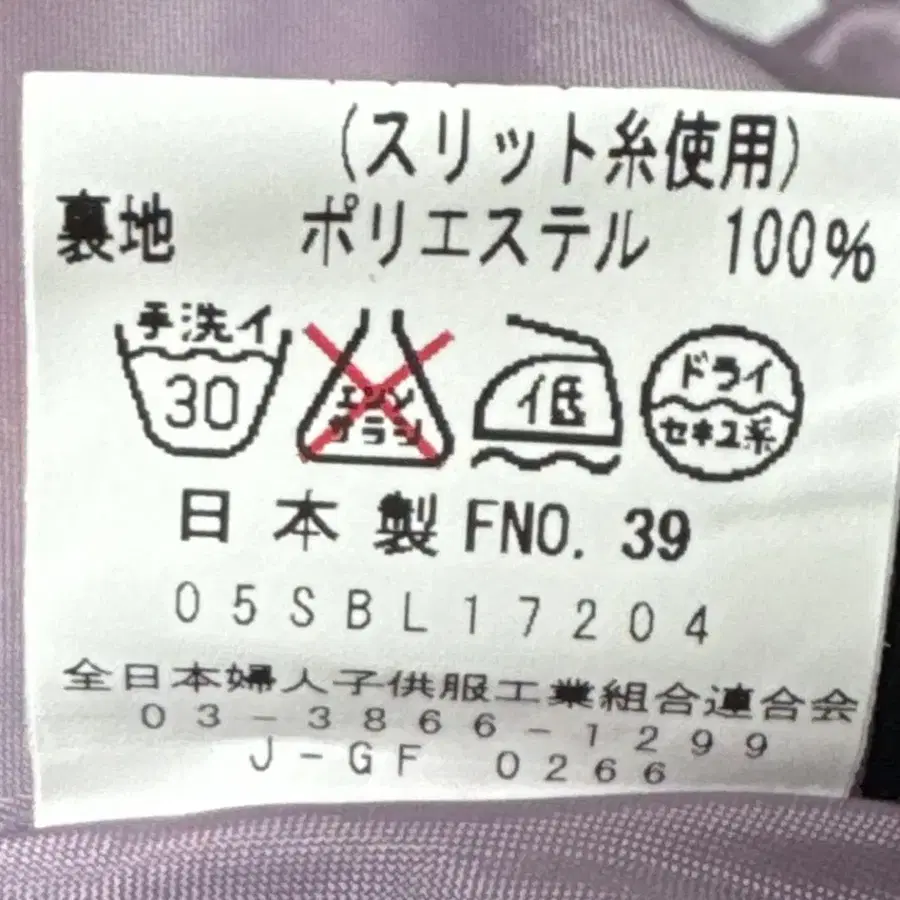 (スリット糸使用)
裏地 ポリエステル 100%
手洗イ
30
エンソ
サラシ
低
ドライ
セキユ系
日本製 FNO. 39
05SBL17204
全日本婦人子供服工業組合連合会
03-3866-1299
J-GF 0266